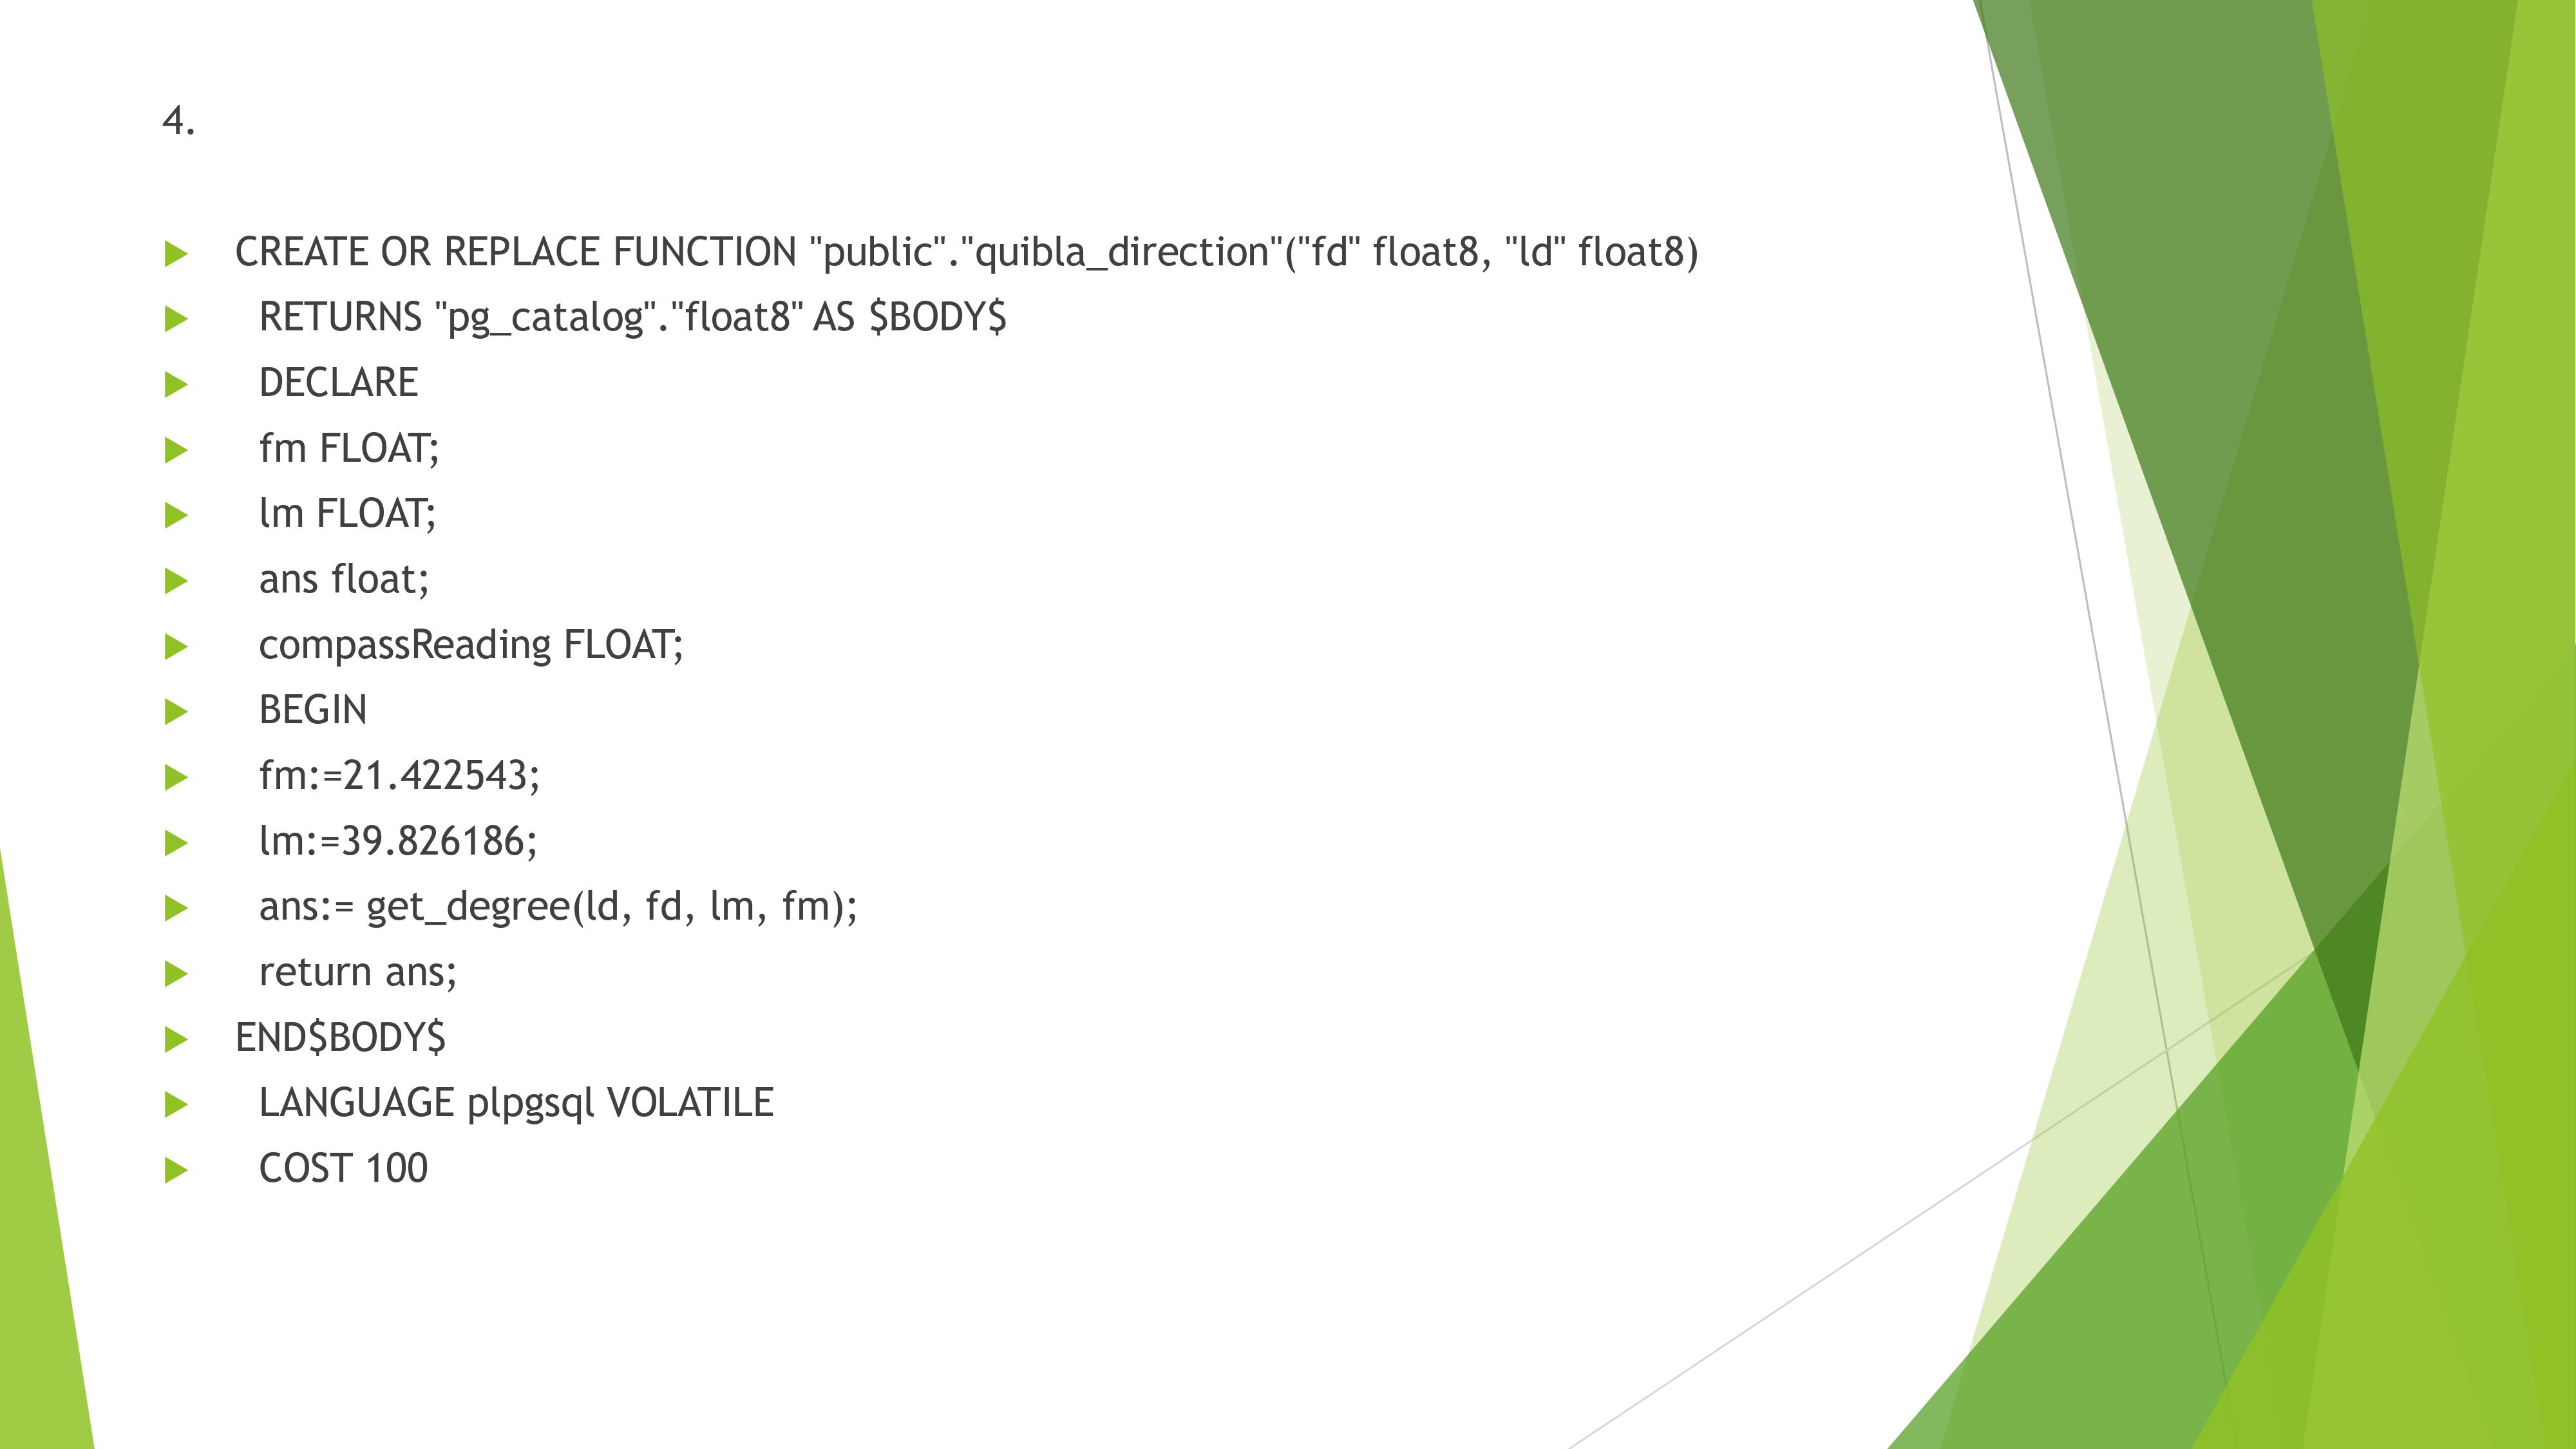 4.
CREATE OR REPLACE FUNCTION "public"."quibla_direction"("fd" float8, "ld" float8)
RETURNS "pg_catalog"."float8" AS $BODY$
DECLARE
fm FLOAT;
lm FLOAT;
ans float;
compassReading FLOAT;
BEGIN
fm:=21.422543;
lm:=39.826186;
ans:= get_degree(ld, fd, lm, fm);
return ans;
END$BODY$
LANGUAGE plpgsql VOLATILE
COST 100